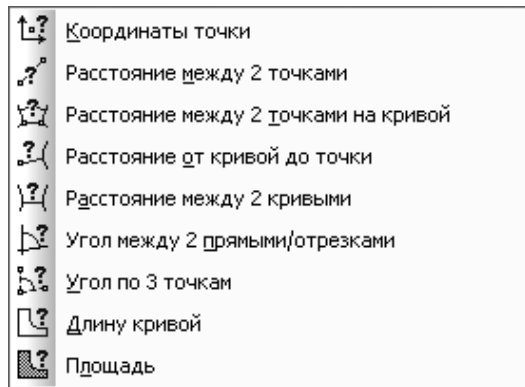 Координаты точки
Расстояние между 2 точками
Расстояние между 2 точками на кривой
Расстояние от кривой до точки
Расстояние между 2 кривыми
Угол между 2 прямыми/отрезками
Угол по 3 точкам
Длину кривой
Площадь